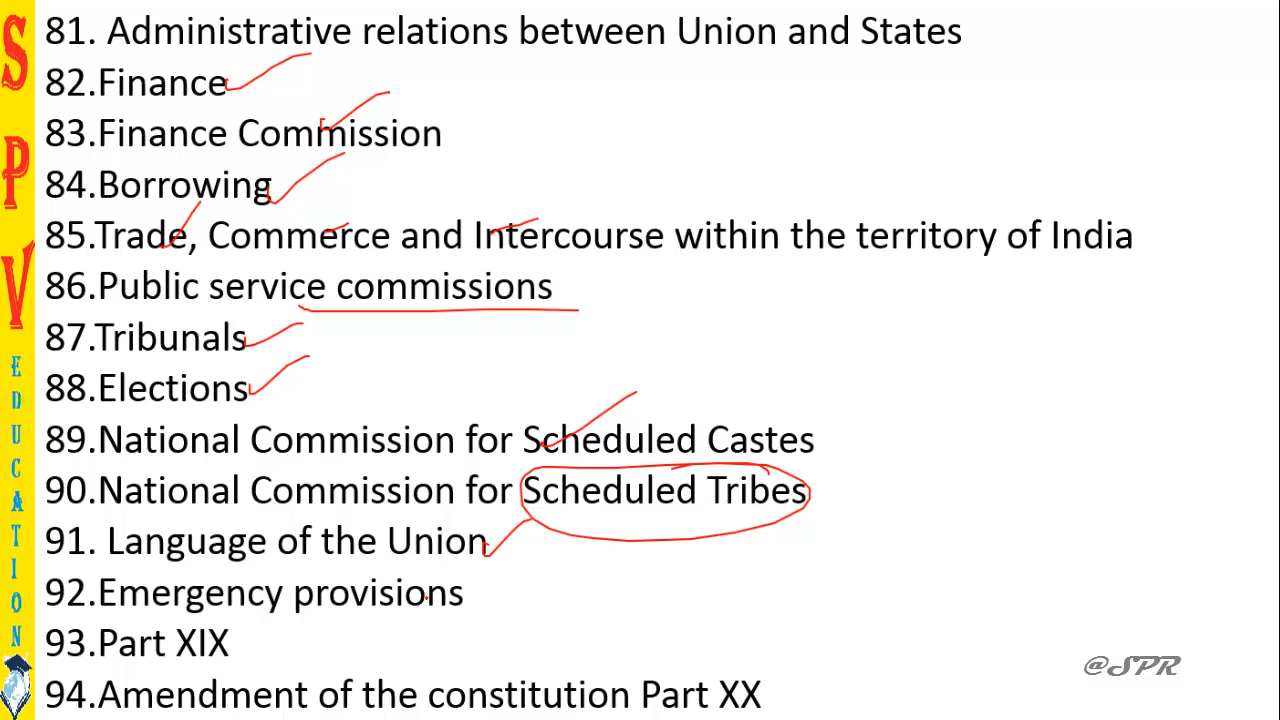 S P V EDUCATION
81. Administrative relations between Union and States
82.Finance
83.Finance Commission
84.Borrowing
85.Trade, Commerce and Intercourse within the territory of India
86.Public service commissions
87.Tribunals
88.Elections
89.National Commission for Scheduled Castes
90.National Commission for Scheduled Tribes
91. Language of the Union
92.Emergency provisions
93.Part XIX
94.Amendment of the constitution Part XX
@SPR